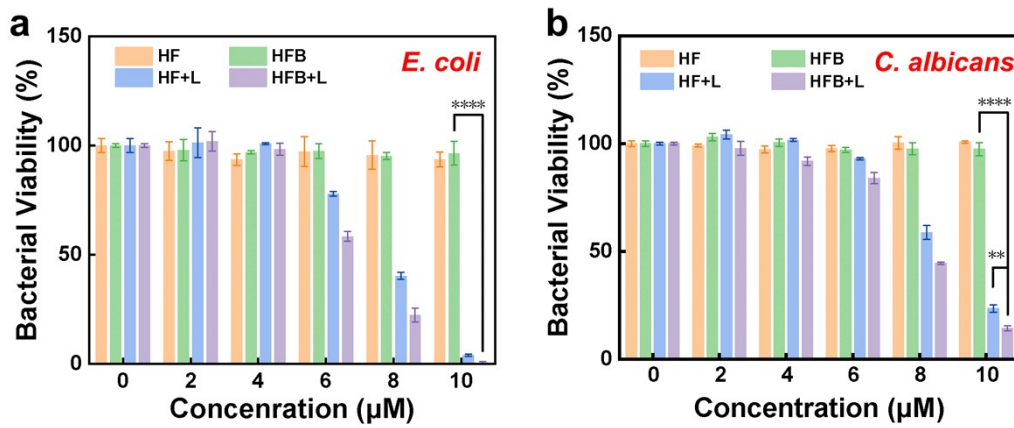 a
150
100
50
0
Bacterial Viability (%)
HF HFB
HF+L HFB+L
E. coli
****
0 2 4 6 8 10
Concenration (μM)
b
150
100
50
0
Bacterial Viability (%)
HF HFB
HF+L HFB+L
C. albicans
****
**
0 2 4 6 8 10
Concentration (μM)